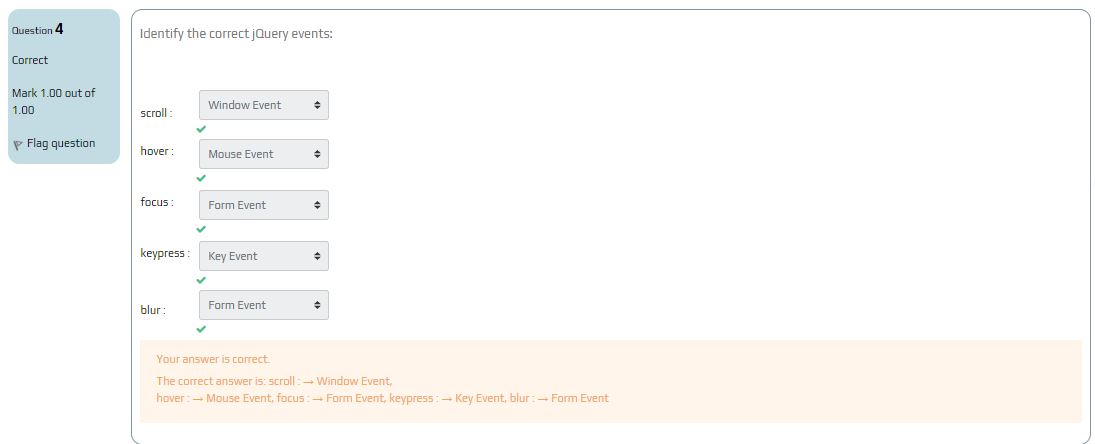 Question 4
Correct
Mark 1.00 out of
1.00
Flag question
Identify the correct jQuery events:
scroll :
Window Event
hover :
Mouse Event
focus :
Form Event
keypress :
Key Event
blur :
Form Event
Your answer is correct.
The correct answer is: scroll : → Window Event,
hover : → Mouse Event, focus : → Form Event, keypress : → Key Event, blur : → Form Event